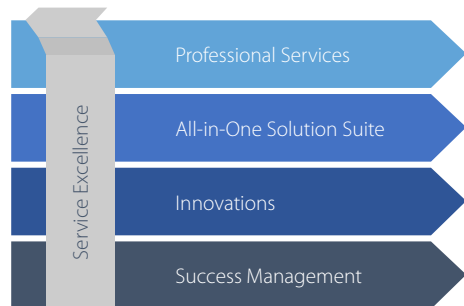 Professional Services
All-in-One Solution Suite
Innovations
Success Management
Service Excellence